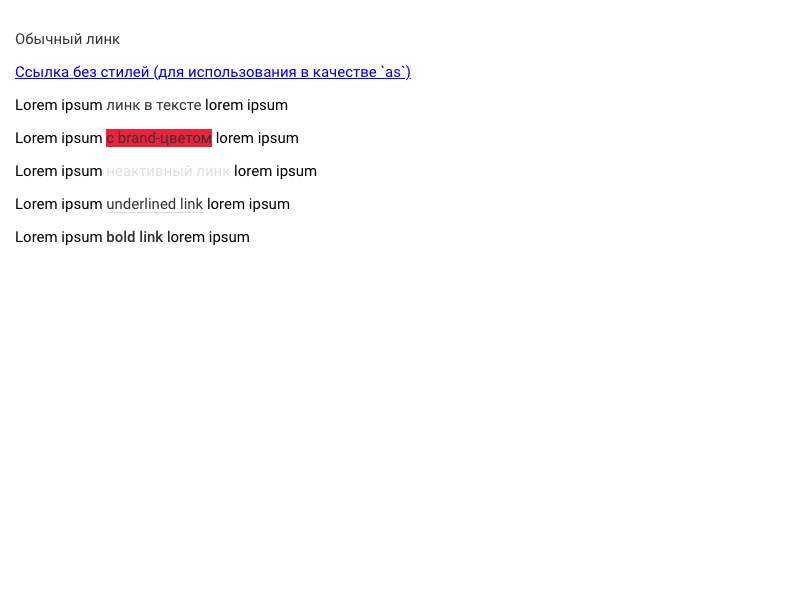 Обычный линк
Ссылка без стилей (для использования в качестве `as`)
Lorem ipsum линк в тексте lorem ipsum
Lorem ipsum с brand-цветом lorem ipsum
Lorem ipsum неактивный линк lorem ipsum
Lorem ipsum underlined link lorem ipsum
Lorem ipsum bold link lorem ipsum